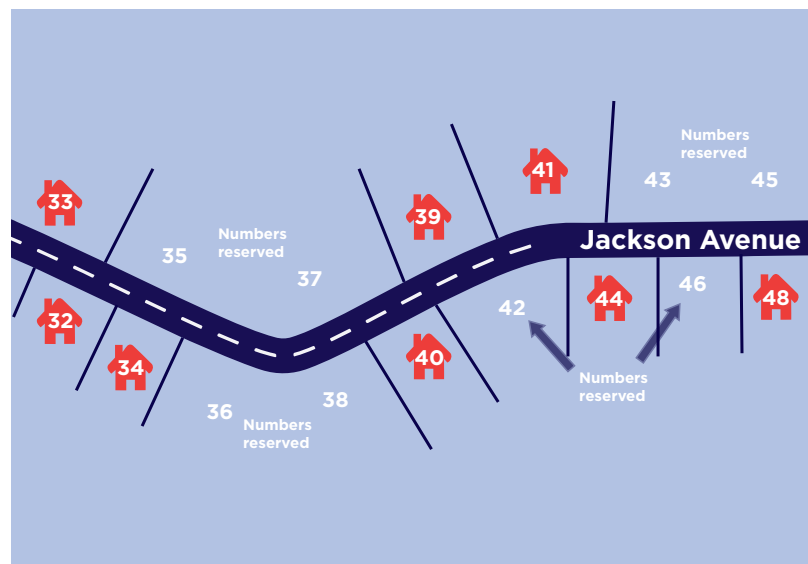 Numbers
reserved
43
45
41
33
39
Numbers
reserved
35
37
Jackson Avenue
32
34
42
44
46
48
40
Numbers
reserved
36
38
Numbers
reserved